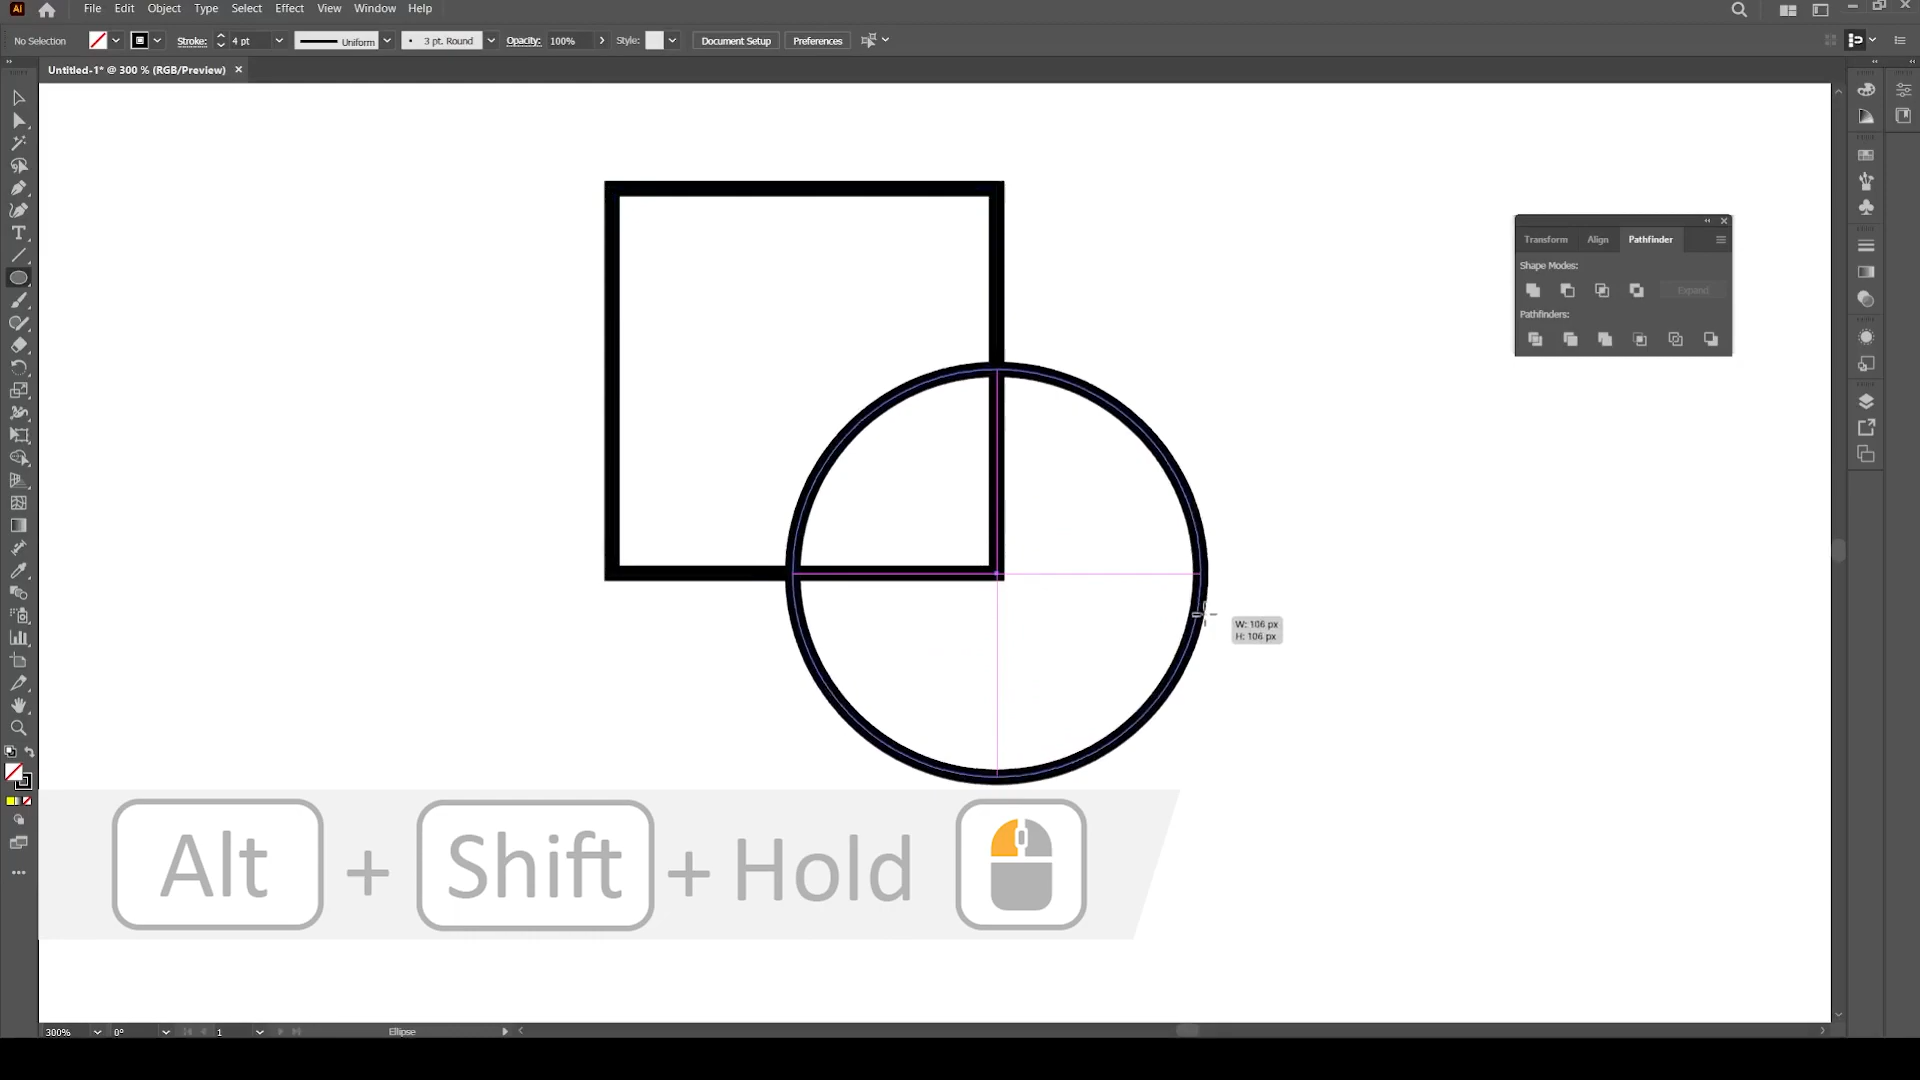 Ai File Edit Object Type Select Effect View Window Help
No Selection Stroke: 4 pt Uniform 3 pt. Round Opacity: 100% Style: Document Setup Preferences
Untitled-1* @ 300 % (RGB/Preview) ×
Transform Align Pathfinder
Shape Modes:
Expand
Pathfinders:
W: 106 px
H: 106 px
Alt + Shift + Hold
300% 0° 1 Ellipse